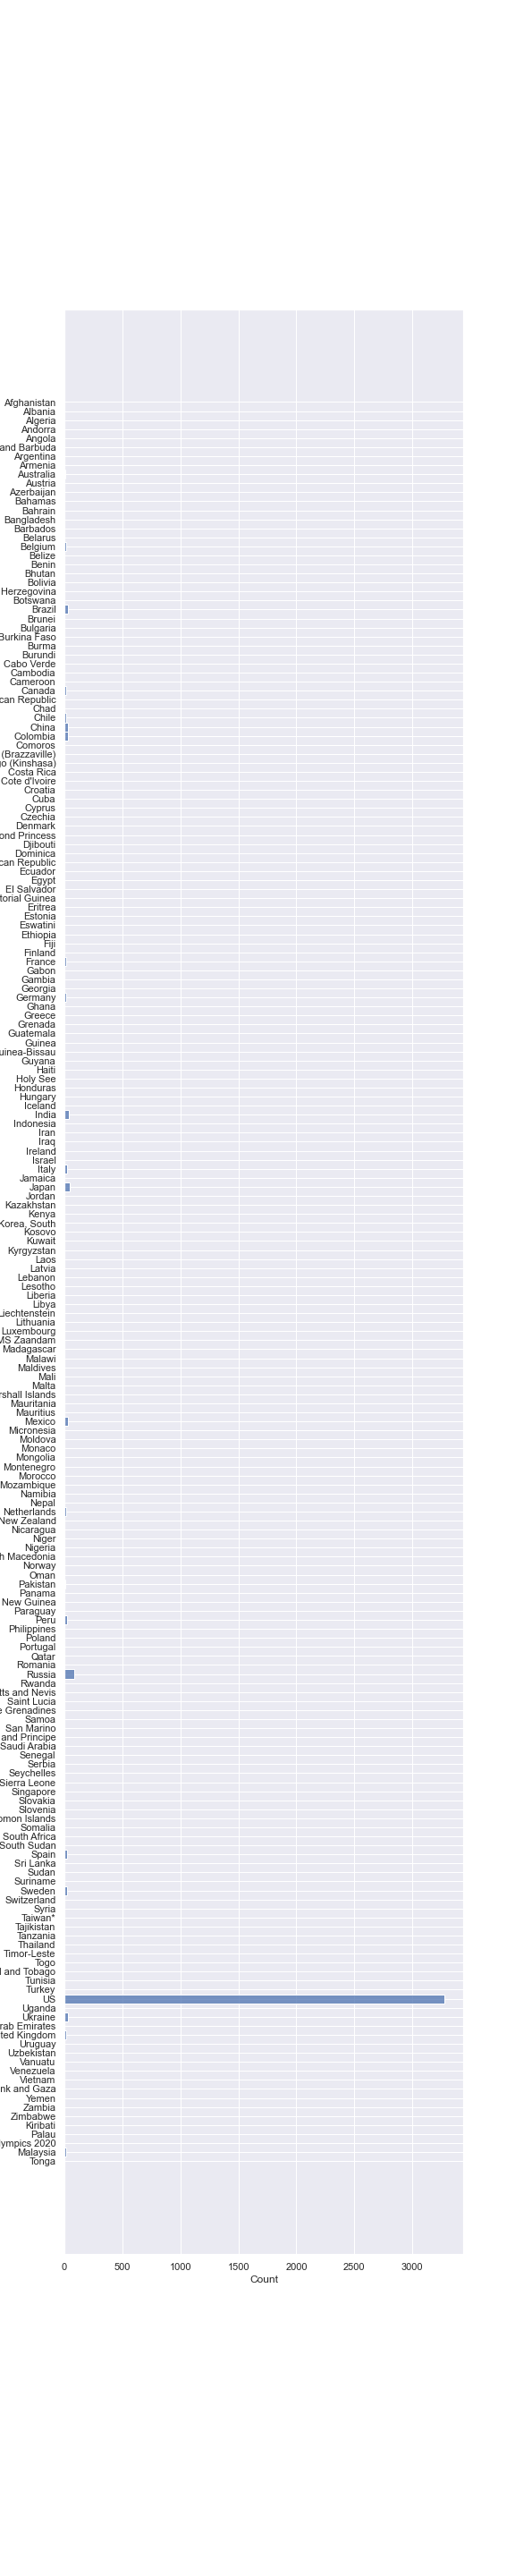 Afghanistan
Albania
Algeria
Andorra
Angola
and Barbuda
Argentina
Armenia
Australia
Austria
Azerbaijan
Bahamas
Bahrain
Bangladesh
Barbados
Belarus
Belgium
Belize
Benin
Bhutan
Bolivia
Herzegovina
Botswana
Brazil
Brunei
Bulgaria
Burkina Faso
Burma
Burundi
Cabo Verde
Cambodia
Cameroon
Canada
can Republic
Chad
Chile
China
Colombia
Comoros
(Brazzaville)
go (Kinshasa)
Costa Rica
Cote d'Ivoire
Croatia
Cuba
Cyprus
Czechia
Denmark
ond Princess
Djibouti
Dominica
can Republic
Ecuador
Egypt
El Salvador
torial Guinea
Eritrea
Estonia
Eswatini
Ethiopia
Fiji
Finland
France
Gabon
Gambia
Georgia
Germany
Ghana
Greece
Grenada
Guatemala
Guinea
uinea-Bissau
Guyana
Haiti
Holy See
Honduras
Hungary
Iceland
India
Indonesia
Iran
Iraq
Ireland
Israel
Italy
Jamaica
Japan
Jordan
Kazakhstan
Kenya
Korea, South
Kosovo
Kuwait
Kyrgyzstan
Laos
Latvia
Lebanon
Lesotho
Liberia
Libya
Liechtenstein
Lithuania
Luxembourg
MS Zaandam
Madagascar
Malawi
Maldives
Mali
Malta
rshall Islands
Mauritania
Mauritius
Mexico
Micronesia
Moldova
Monaco
Mongolia
Montenegro
Morocco
Mozambique
Namibia
Nepal
Netherlands
New Zealand
Nicaragua
Niger
Nigeria
h Macedonia
Norway
Oman
Pakistan
Panama
New Guinea
Paraguay
Peru
Philippines
Poland
Portugal
Qatar
Romania
Russia
Rwanda
tts and Nevis
Saint Lucia
e Grenadines
Samoa
San Marino
and Principe
Saudi Arabia
Senegal
Serbia
Seychelles
Sierra Leone
Singapore
Slovakia
Slovenia
omon Islands
Somalia
South Africa
South Sudan
Spain
Sri Lanka
Sudan
Suriname
Sweden
Switzerland
Syria
Taiwan*
Tajikistan
Tanzania
Thailand
Timor-Leste
Togo
d and Tobago
Tunisia
Turkey
US
Uganda
Ukraine
rab Emirates
ted Kingdom
Uruguay
Uzbekistan
Vanuatu
Venezuela
Vietnam
nk and Gaza
Yemen
Zambia
Zimbabwe
Kiribati
Palau
lympics 2020
Malaysia
Tonga
0 500 1000 1500 2000 2500 3000
Count